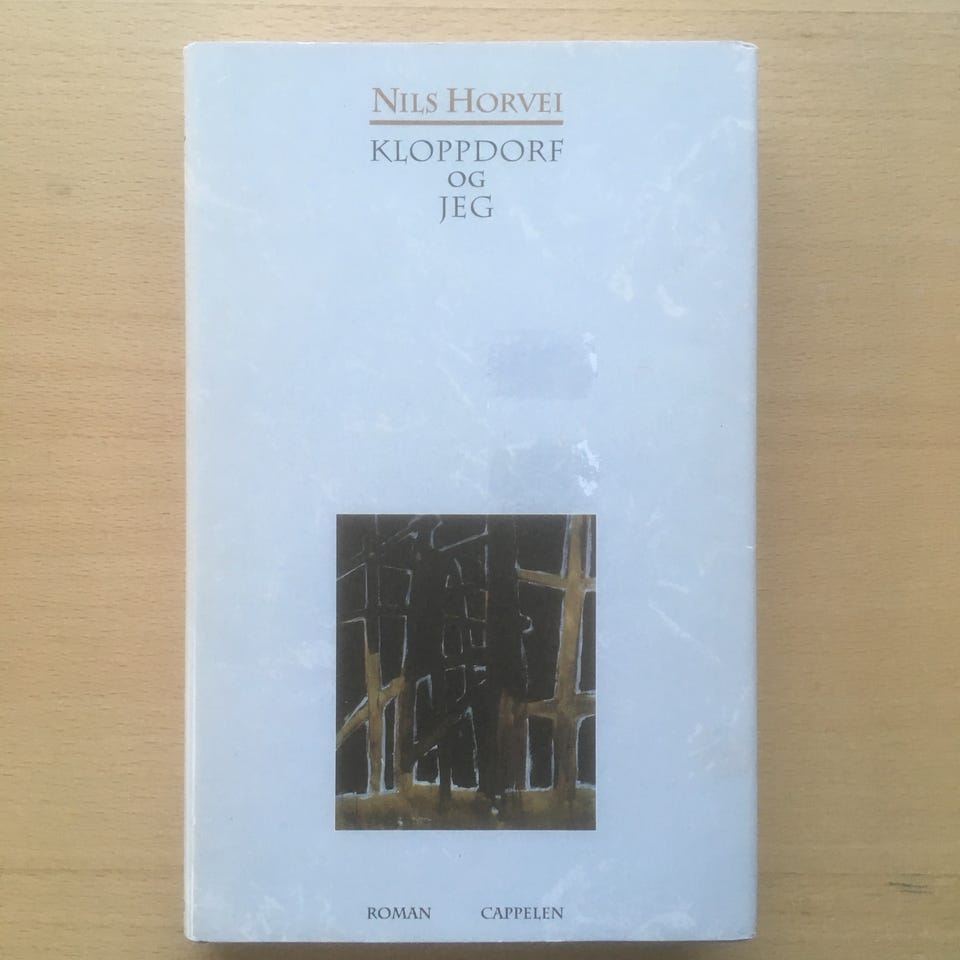 NILS HORVEI
KLOPPDORF
OG
JEG
ROMAN CAPPELEN